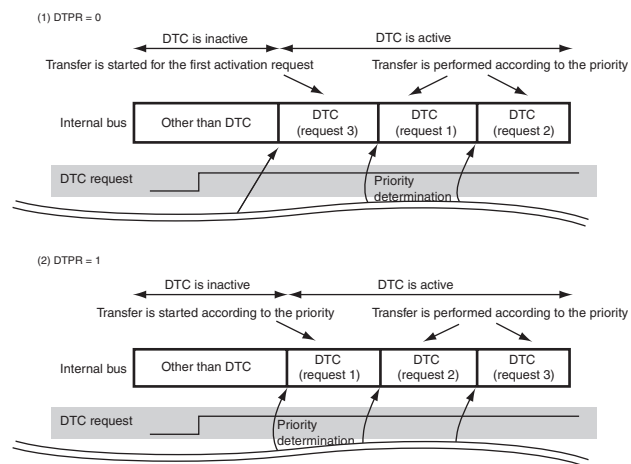 (1) DTPR = 0
DTC is inactive
DTC is active
Transfer is started for the first activation request
Transfer is performed according to the priority
Internal bus
Other than DTC
DTC
(request 3)
DTC
(request 1)
DTC
(request 2)
DTC request
Priority
determination
(2) DTPR = 1
DTC is inactive
DTC is active
Transfer is started according to the priority
Transfer is performed according to the priority
Internal bus
Other than DTC
DTC
(request 1)
DTC
(request 2)
DTC
(request 3)
DTC request
Priority
determination